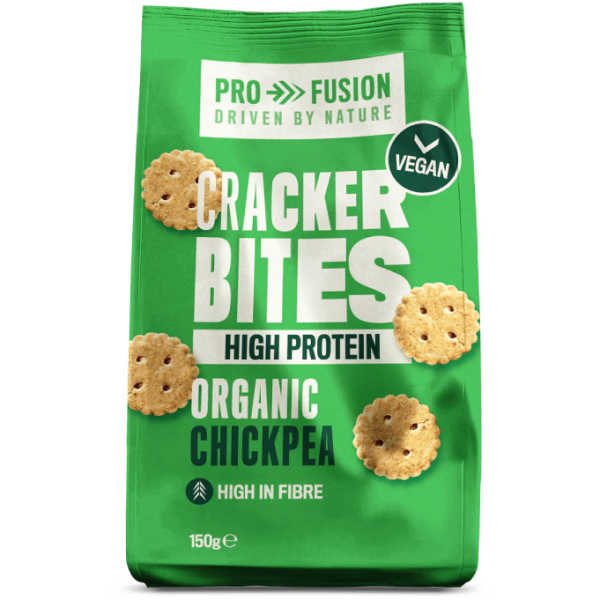 PRO FUSION
DRIVEN BY NATURE
VEGAN
CRACKER
BITES
HIGH PROTEIN
ORGANIC
CHICKPEA
HIGH IN FIBRE
150g℮